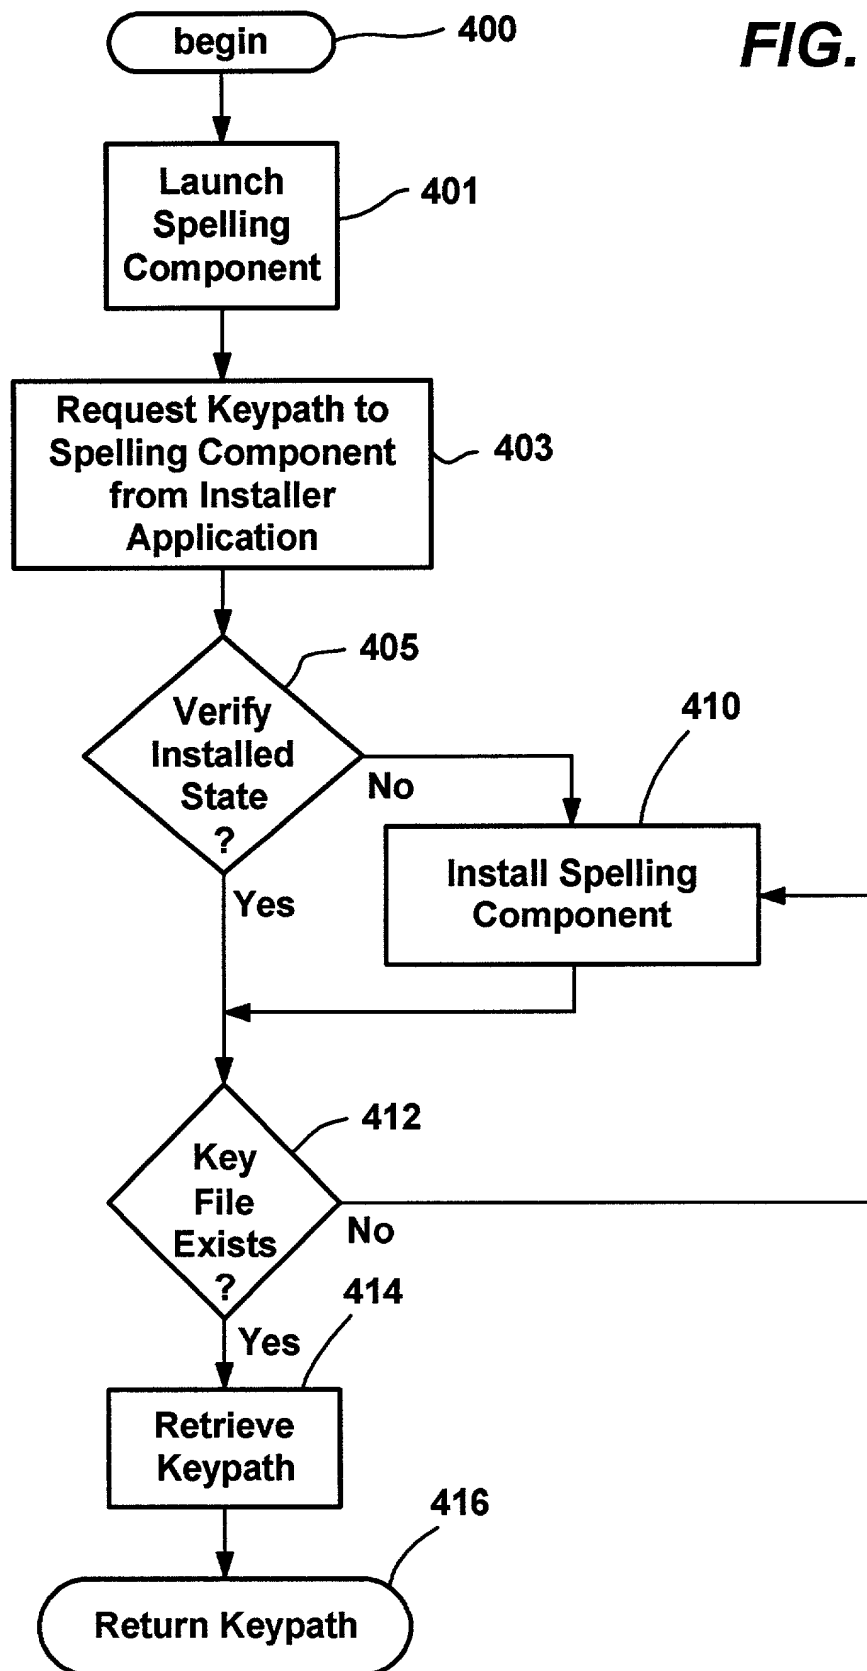 begin
400
FIG.
Launch
Spelling
Component
401
Request Keypath to
Spelling Component
from Installer
Application
403
405
Verify
Installed
State
?
No
Yes
410
Install Spelling
Component
412
Key
File
Exists
?
No
Yes
414
Retrieve
Keypath
416
Return Keypath